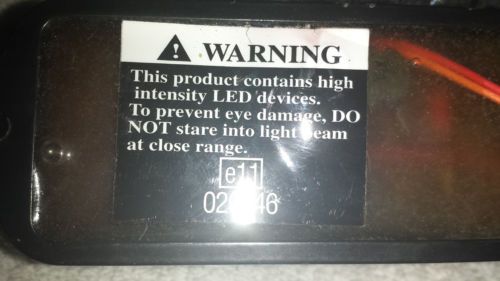 WARNING
This product contains high
intensity LED devices.
To prevent eye damage, DO
NOT stare into light beam
at close range.
e11